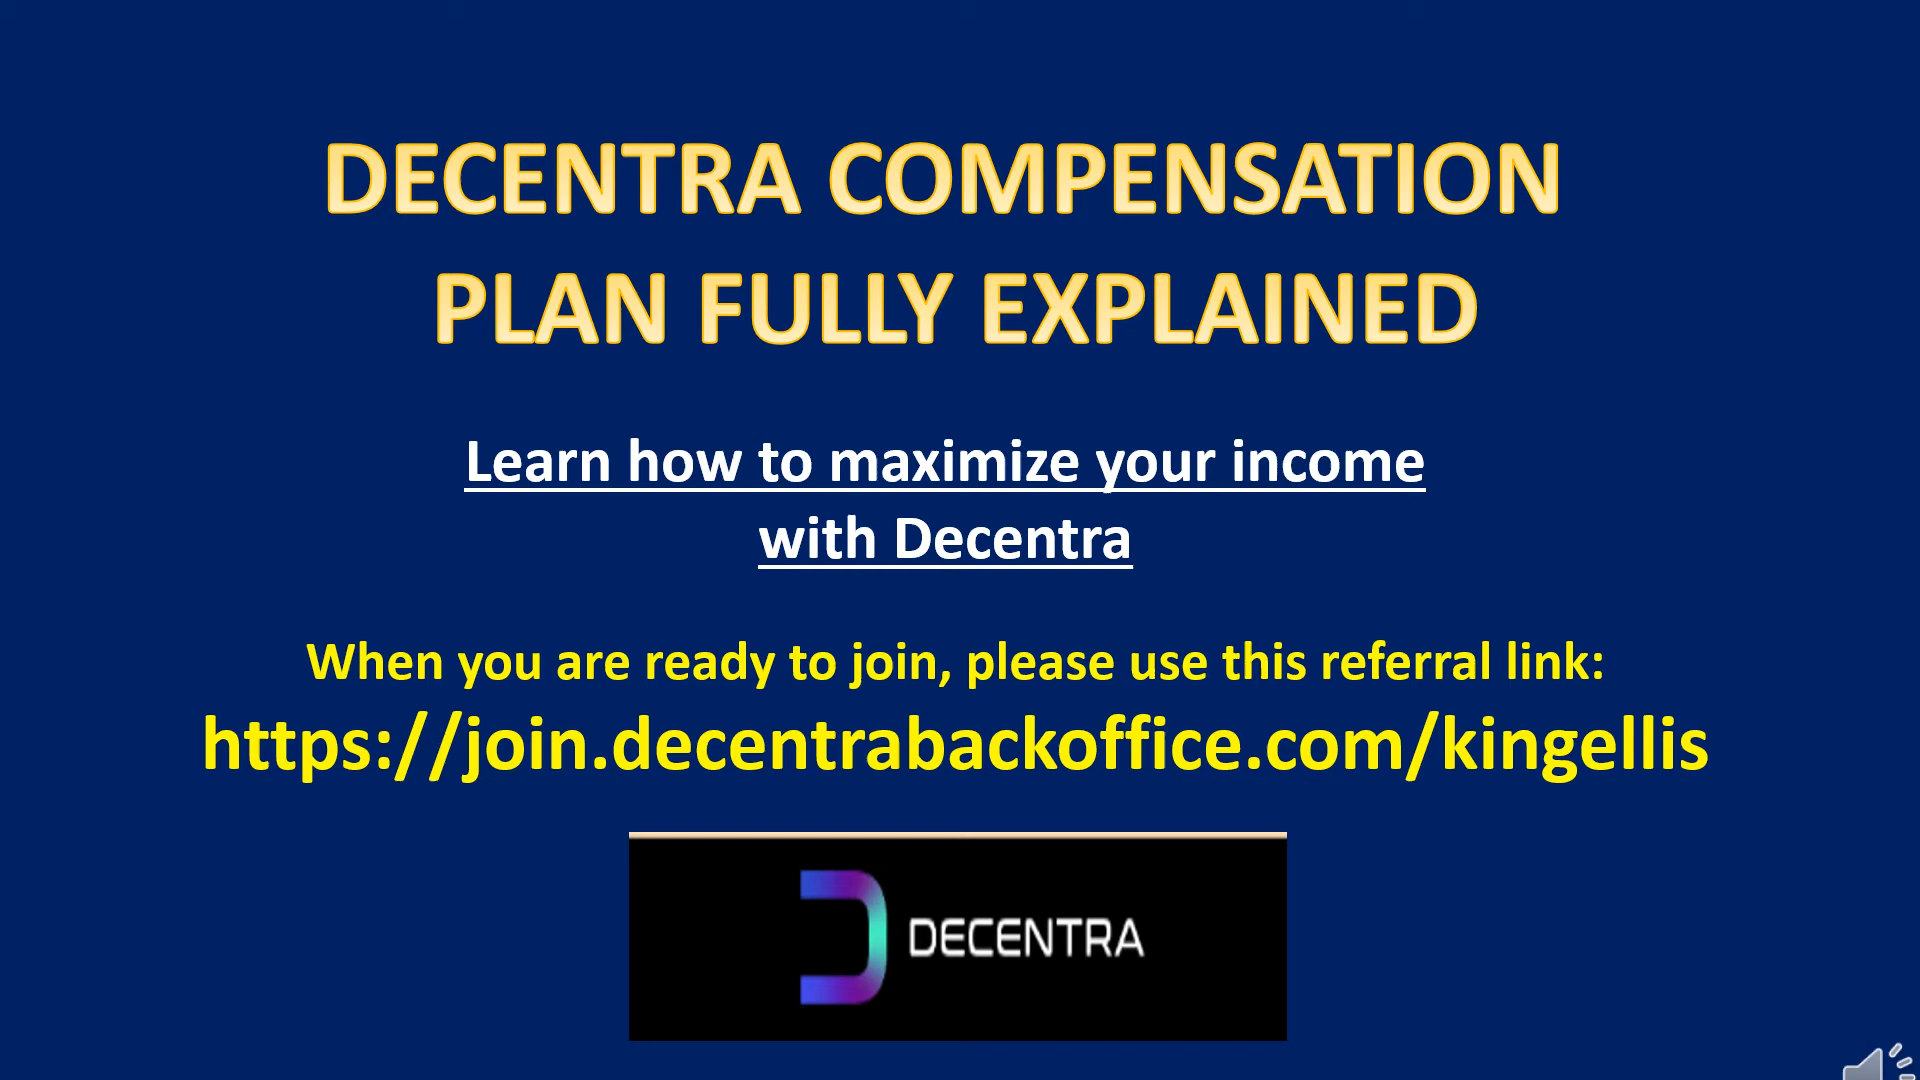 DECENTRA COMPENSATION
PLAN FULLY EXPLAINED
Learn how to maximize your income
with Decentra
When you are ready to join, please use this referral link:
https://join.decentrabackoffice.com/kingellis
DECENTRA